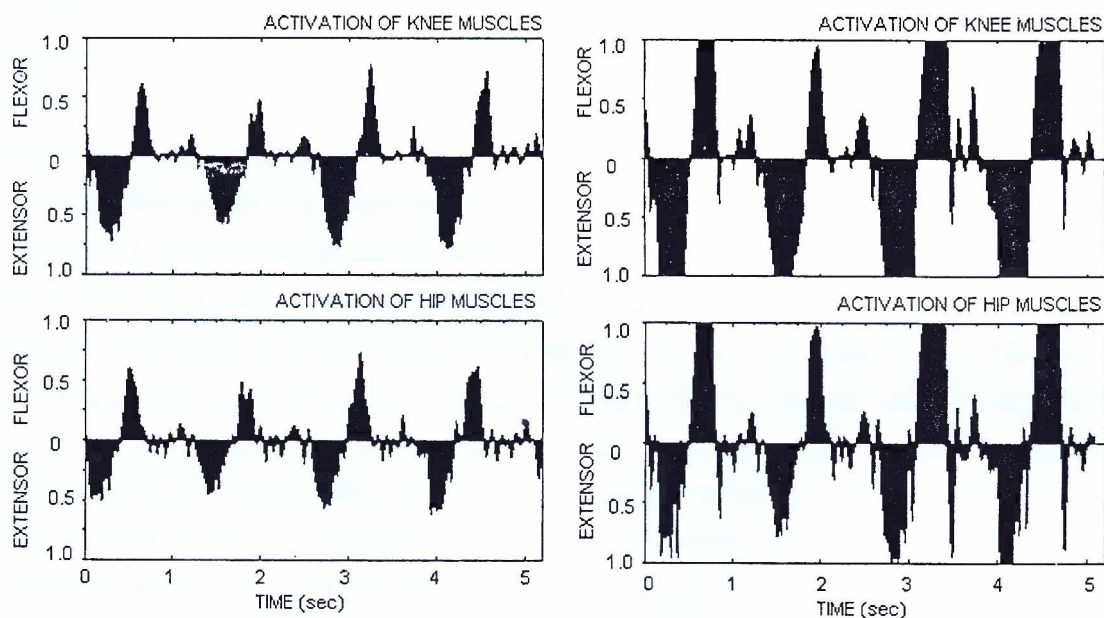 ACTIVATION OF KNEE MUSCLES
1.0
FLEXOR
0.5
0
EXTENSOR
0.5
1.0
ACTIVATION OF HIP MUSCLES
1.0
FLEXOR
0.5
0
EXTENSOR
0.5
1.0
0 1 2 3 4 5
TIME (sec)
ACTIVATION OF KNEE MUSCLES
1.0
FLEXOR
0.5
0
EXTENSOR
0.5
1.0
ACTIVATION OF HIP MUSCLES
1.0
FLEXOR
0.5
0
EXTENSOR
0.5
1.0
0 1 2 3 4 5
TIME (sec)